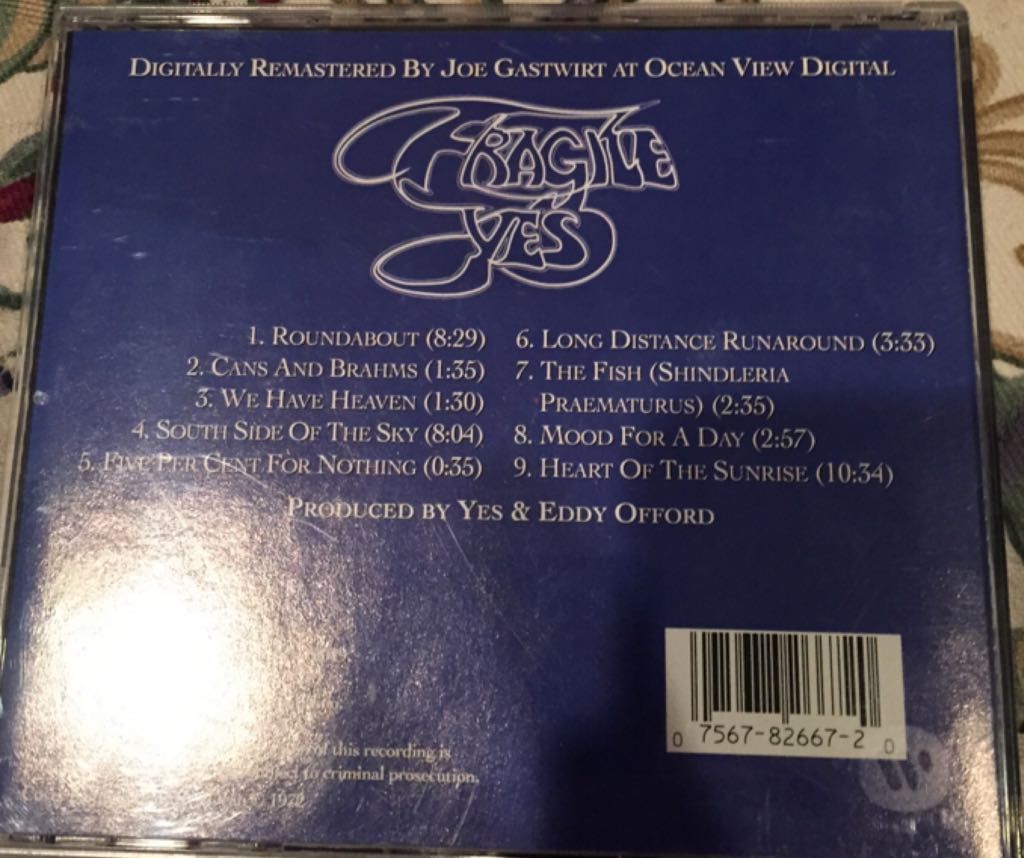 DIGITALLY REMASTERED BY JOE GASTWIRT AT OCEAN VIEW DIGITAL
FRAGILE
YES
1. ROUNDABOUT (8:29)
2. CANS AND BRAHMS (1:35)
3. WE HAVE HEAVEN (1:30)
4. SOUTH SIDE OF THE SKY (8:04)
5. FIVE PER CENT FOR NOTHING (0:35)
6. LONG DISTANCE RUNAROUND (3:33)
7. THE FISH (SHINDLERIA
PRAEMATURUS) (2:35)
8. MOOD FOR A DAY (2:57)
9. HEART OF THE SUNRISE (10:34)
PRODUCED BY YES & EDDY OFFORD
0 7567-82667-2 0
of this recording is
to criminal prosecution.
1972